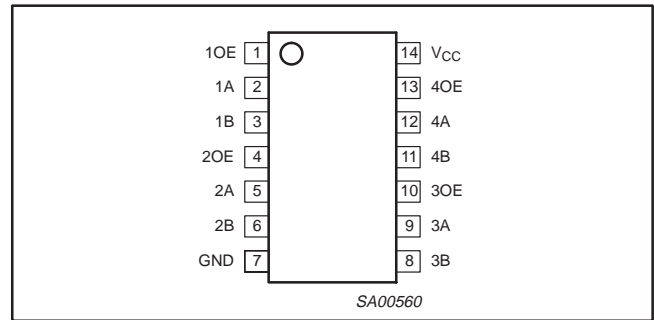 1OE 1 14 VCC
1A 2 13 4OE
1B 3 12 4A
2OE 4 11 4B
2A 5 10 3OE
2B 6 9 3A
GND 7 8 3B
SA00560